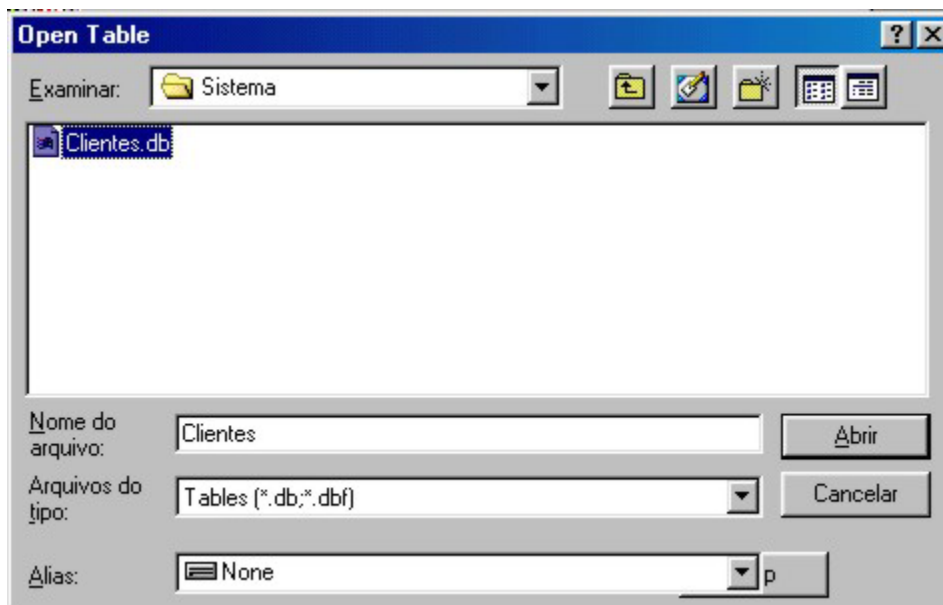 Open Table
Examinar: Sistema
Clientes.db
Nome do
arquivo:
Clientes
Abrir
Arquivos do
tipo:
Tables (*.db;*.dbf)
Cancelar
Alias: None
p